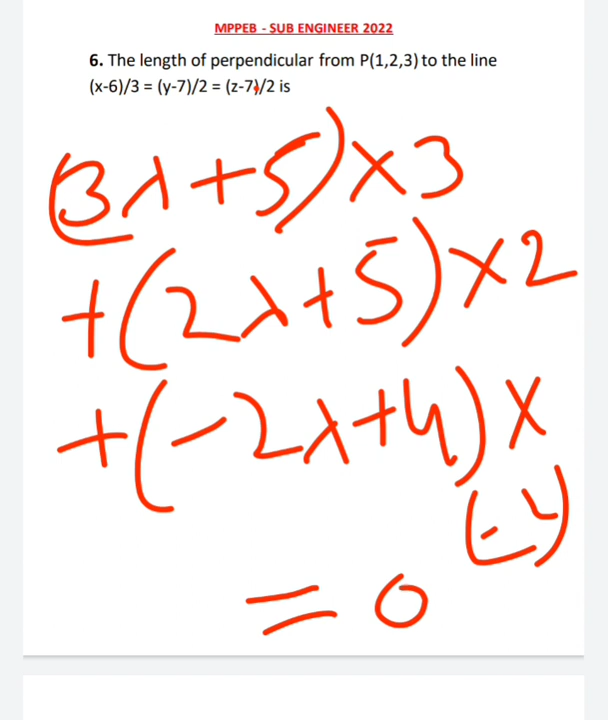 MPPEB - SUB ENGINEER 2022
6. The length of perpendicular from P(1,2,3) to the line
(x-6)/3 = (y-7)/2 = (z-7)/2 is
(3λ+5)×3
+(2λ+5)×2
+(-2λ+4)×
(-2)
= 0